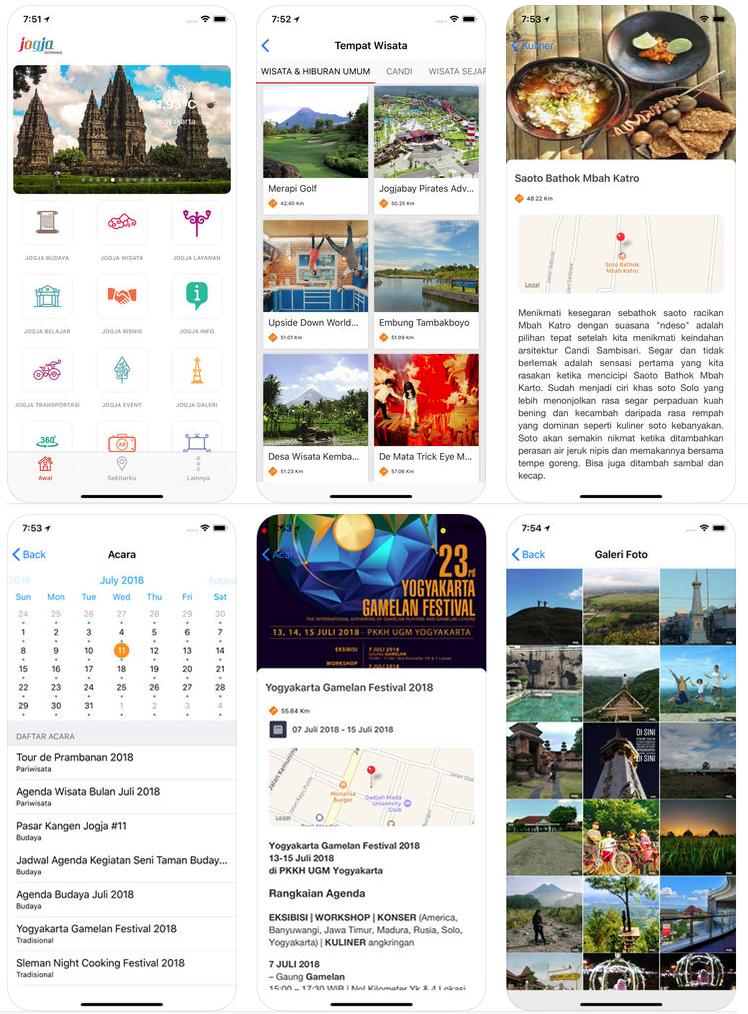 7:51
jogja
Clear Sky
Yogyakarta
JOGJA BUDAYA
JOGJA WISATA
JOGJA LAYANAN
JOGJA BELAJAR
JOGJA BISNIS
JOGJA INFO
JOGJA TRANSPORTASI
JOGJA EVENT
JOGJA GALERI
360°
AR
Awal
Sekitarku
Lainnya
7:52
Tempat Wisata
WISATA & HIBURAN UMUM
CANDI
WISATA SEJAR
Merapi Golf
42.40 Km
Jogjabay Pirates Adv...
50.25 Km
Upside Down World...
51.01 Km
Embung Tambakboyo
51.09 Km
Desa Wisata Kemba...
51.23 Km
De Mata Trick Eye M...
57.06 Km
7:53
Kuliner
Saoto Bathok Mbah Katro
48.22 Km
Jalan Nakula
Soto Bathok
Mbah Katro
Legal
Menikmati kesegaran sebathok saoto racikan
Mbah Katro dengan suasana "ndeso" adalah
pilihan tepat setelah kita menikmati keindahan
arsitektur Candi Sambisari. Segar dan tidak
berlemak adalah sensasi pertama yang kita
rasakan ketika mencicipi Saoto Bathok Mbah
Karto. Sudah menjadi ciri khas soto Solo yang
lebih menonjolkan rasa segar perpaduan kuah
bening dan kecambah daripada rasa rempah
yang dominan seperti kuliner soto kebanyakan.
Soto akan semakin nikmat ketika ditambahkan
perasan air jeruk nipis dan memakannya bersama
tempe goreng. Bisa juga ditambah sambal dan
kecap.
7:53
Back
Acara
2018
July 2018
Augus
Sun Mon Tue Wed Thu Fri Sat
24 25 26 27 28 29 30
1 2 3 4 5 6 7
8 9 10 11 12 13 14
15 16 17 18 19 20 21
22 23 24 25 26 27 28
29 30 31 1 2 3 4
DAFTAR ACARA
Tour de Prambanan 2018
Pariwisata
Agenda Wisata Bulan Juli 2018
Pariwisata
Pasar Kangen Jogja #11
Budaya
Jadwal Agenda Kegiatan Seni Taman Buday...
Budaya
Agenda Budaya Juli 2018
Budaya
Yogyakarta Gamelan Festival 2018
Tradisional
Sleman Night Cooking Festival 2018
Tradisional
7:53
Acara
23rd
YOGYAKARTA
GAMELAN FESTIVAL
THE INTERNATIONAL GATHERING OF GAMELAN PLAYERS AND GAMELAN LOVERS
13, 14, 15 JULI 2018 - PKKH UGM YOGYAKARTA
EKSIBISI
7 JULI 2018
WORKSHOP
Yogyakarta Gamelan Festival 2018
55.64 Km
07 Juli 2018 - 15 Juli 2018
Jalan Kemuning
Monansa
Burger
Gadjah Mada
University
Club
Legal
Yogyakarta Gamelan Festival 2018
13-15 Juli 2018
di PKKH UGM Yogyakarta
Rangkaian Agenda
EKSIBISI | WORKSHOP | KONSER (America,
Banyuwangi, Jawa Timur, Madura, Rusia, Solo,
Yogyakarta) | KULINER angkringan
7 JULI 2018
– Gaung Gamelan
15:00 – 17:30 WIB | Nol Kilometer Yk & 4 Lokasi
7:54
Back
Galeri Foto
DI SINI
DI SINI